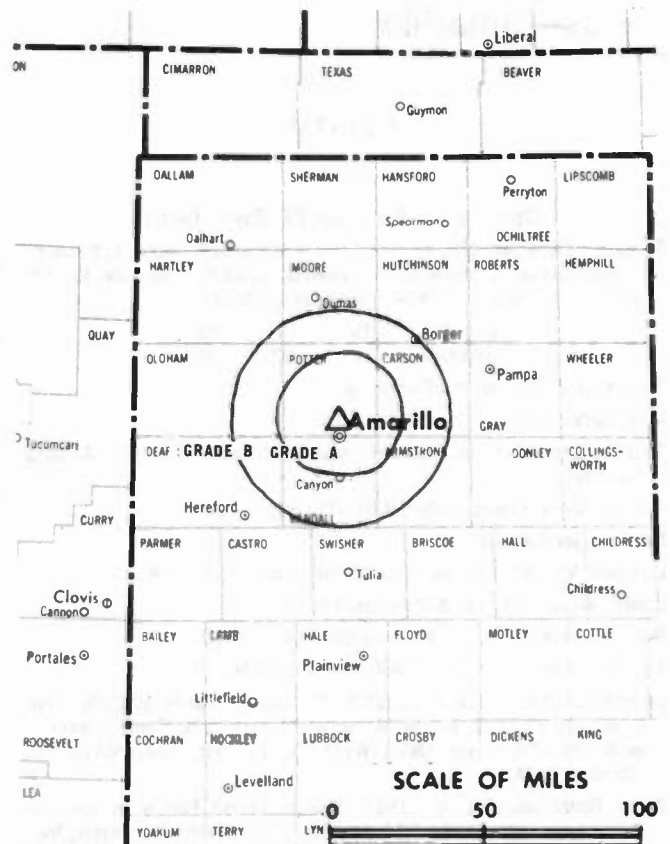 Liberal
ON CIMARRON TEXAS BEAVER
Guymon
DALLAM SHERMAN HANSFORD LIPSCOMB
Perryton
Spearman
OCHILTREE
Dalhart
HARTLEY MOORE HUTCHINSON ROBERTS HEMPHILL
Dumas
QUAY Borger
OLDHAM POTTER CARSON WHEELER
Pampa
Amarillo
GRAY
Tucumcari
DEAF GRADE B GRADE A ARMSTRONG DONLEY COLLINGS-
WORTH
Canyon
Hereford
CURRY RANDALL
PARMER CASTRO SWISHER BRISCOE HALL CHILDRESS
Tulia
Clovis Childress
Cannon
BAILEY LAMB HALE FLOYD MOTLEY COTTLE
Portales Plainview
Littlefield
ROOSEVELT COCHRAN HOCKLEY LUBBOCK CROSBY DICKENS KING
LEA Levelland SCALE OF MILES
0 50 100
YOAKUM TERRY LYN